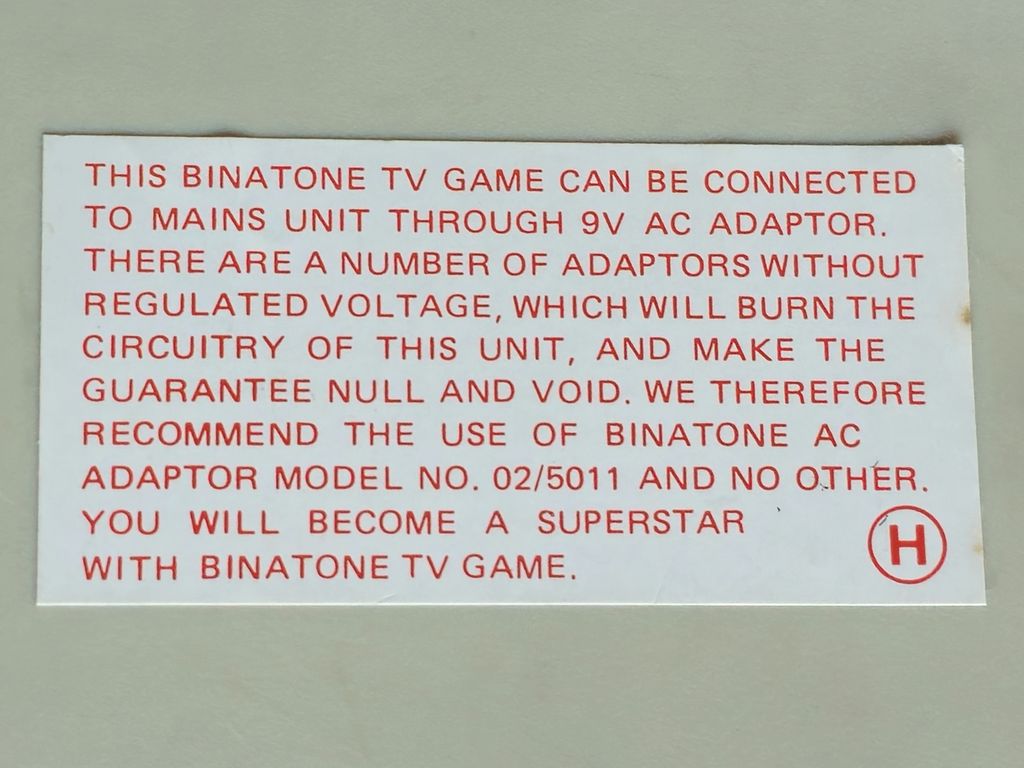 THIS BINATONE TV GAME CAN BE CONNECTED
TO MAINS UNIT THROUGH 9V AC ADAPTOR.
THERE ARE A NUMBER OF ADAPTORS WITHOUT
REGULATED VOLTAGE, WHICH WILL BURN THE
CIRCUITRY OF THIS UNIT, AND MAKE THE
GUARANTEE NULL AND VOID. WE THEREFORE
RECOMMEND THE USE OF BINATONE AC
ADAPTOR MODEL NO. 02/5011 AND NO OTHER.
YOU WILL BECOME A SUPERSTAR
WITH BINATONE TV GAME.
H